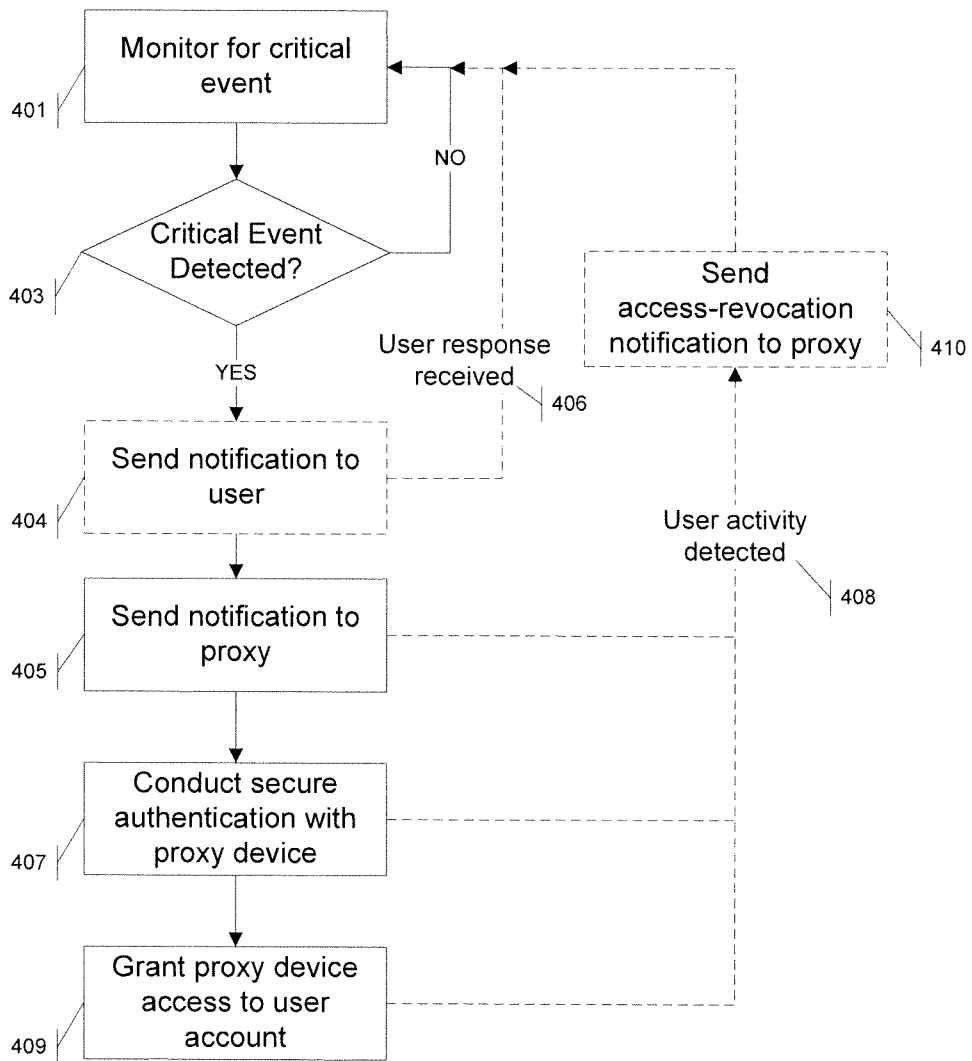 Monitor for critical
event
401
NO
Critical Event
Detected?
403
Send
access-revocation
notification to proxy
410
User response
received
406
YES
Send notification to
user
404
User activity
detected
408
Send notification to
proxy
405
Conduct secure
authentication with
proxy device
407
Grant proxy device
access to user
account
409